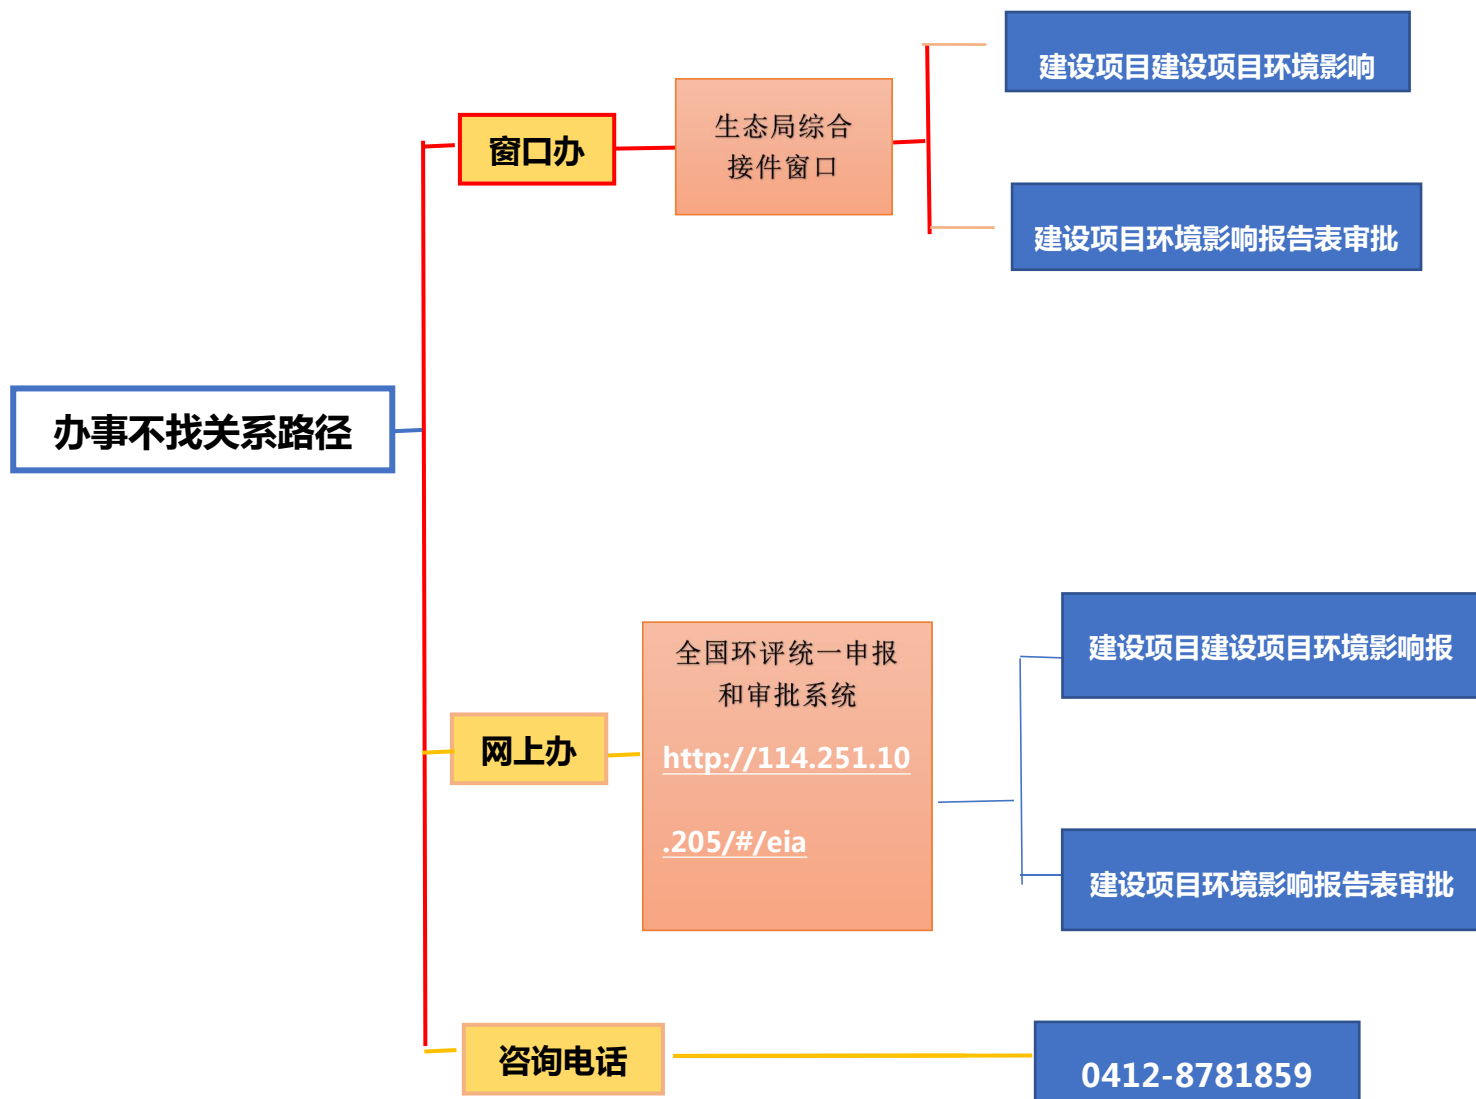 办事不找关系路径
窗口办
生态局综合
接件窗口
建设项目建设项目环境影响
建设项目环境影响报告表审批
网上办
全国环评统一申报
和审批系统
http://114.251.10
.205/#/eia
建设项目建设项目环境影响报
建设项目环境影响报告表审批
咨询电话
0412-8781859